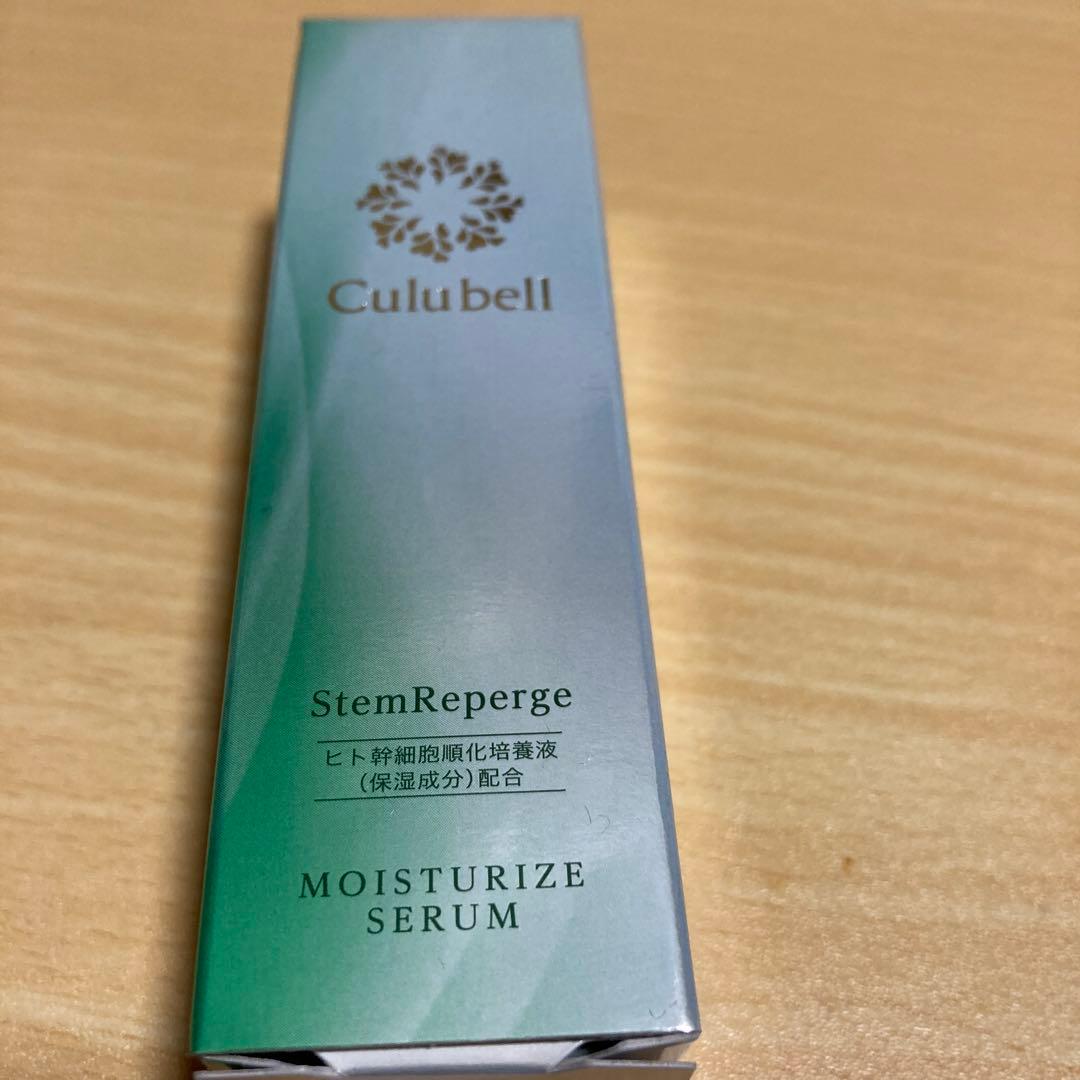 Culubell
StemReperge
ヒト幹細胞順化培養液
(保湿成分)配合
MOISTURIZE
SERUM